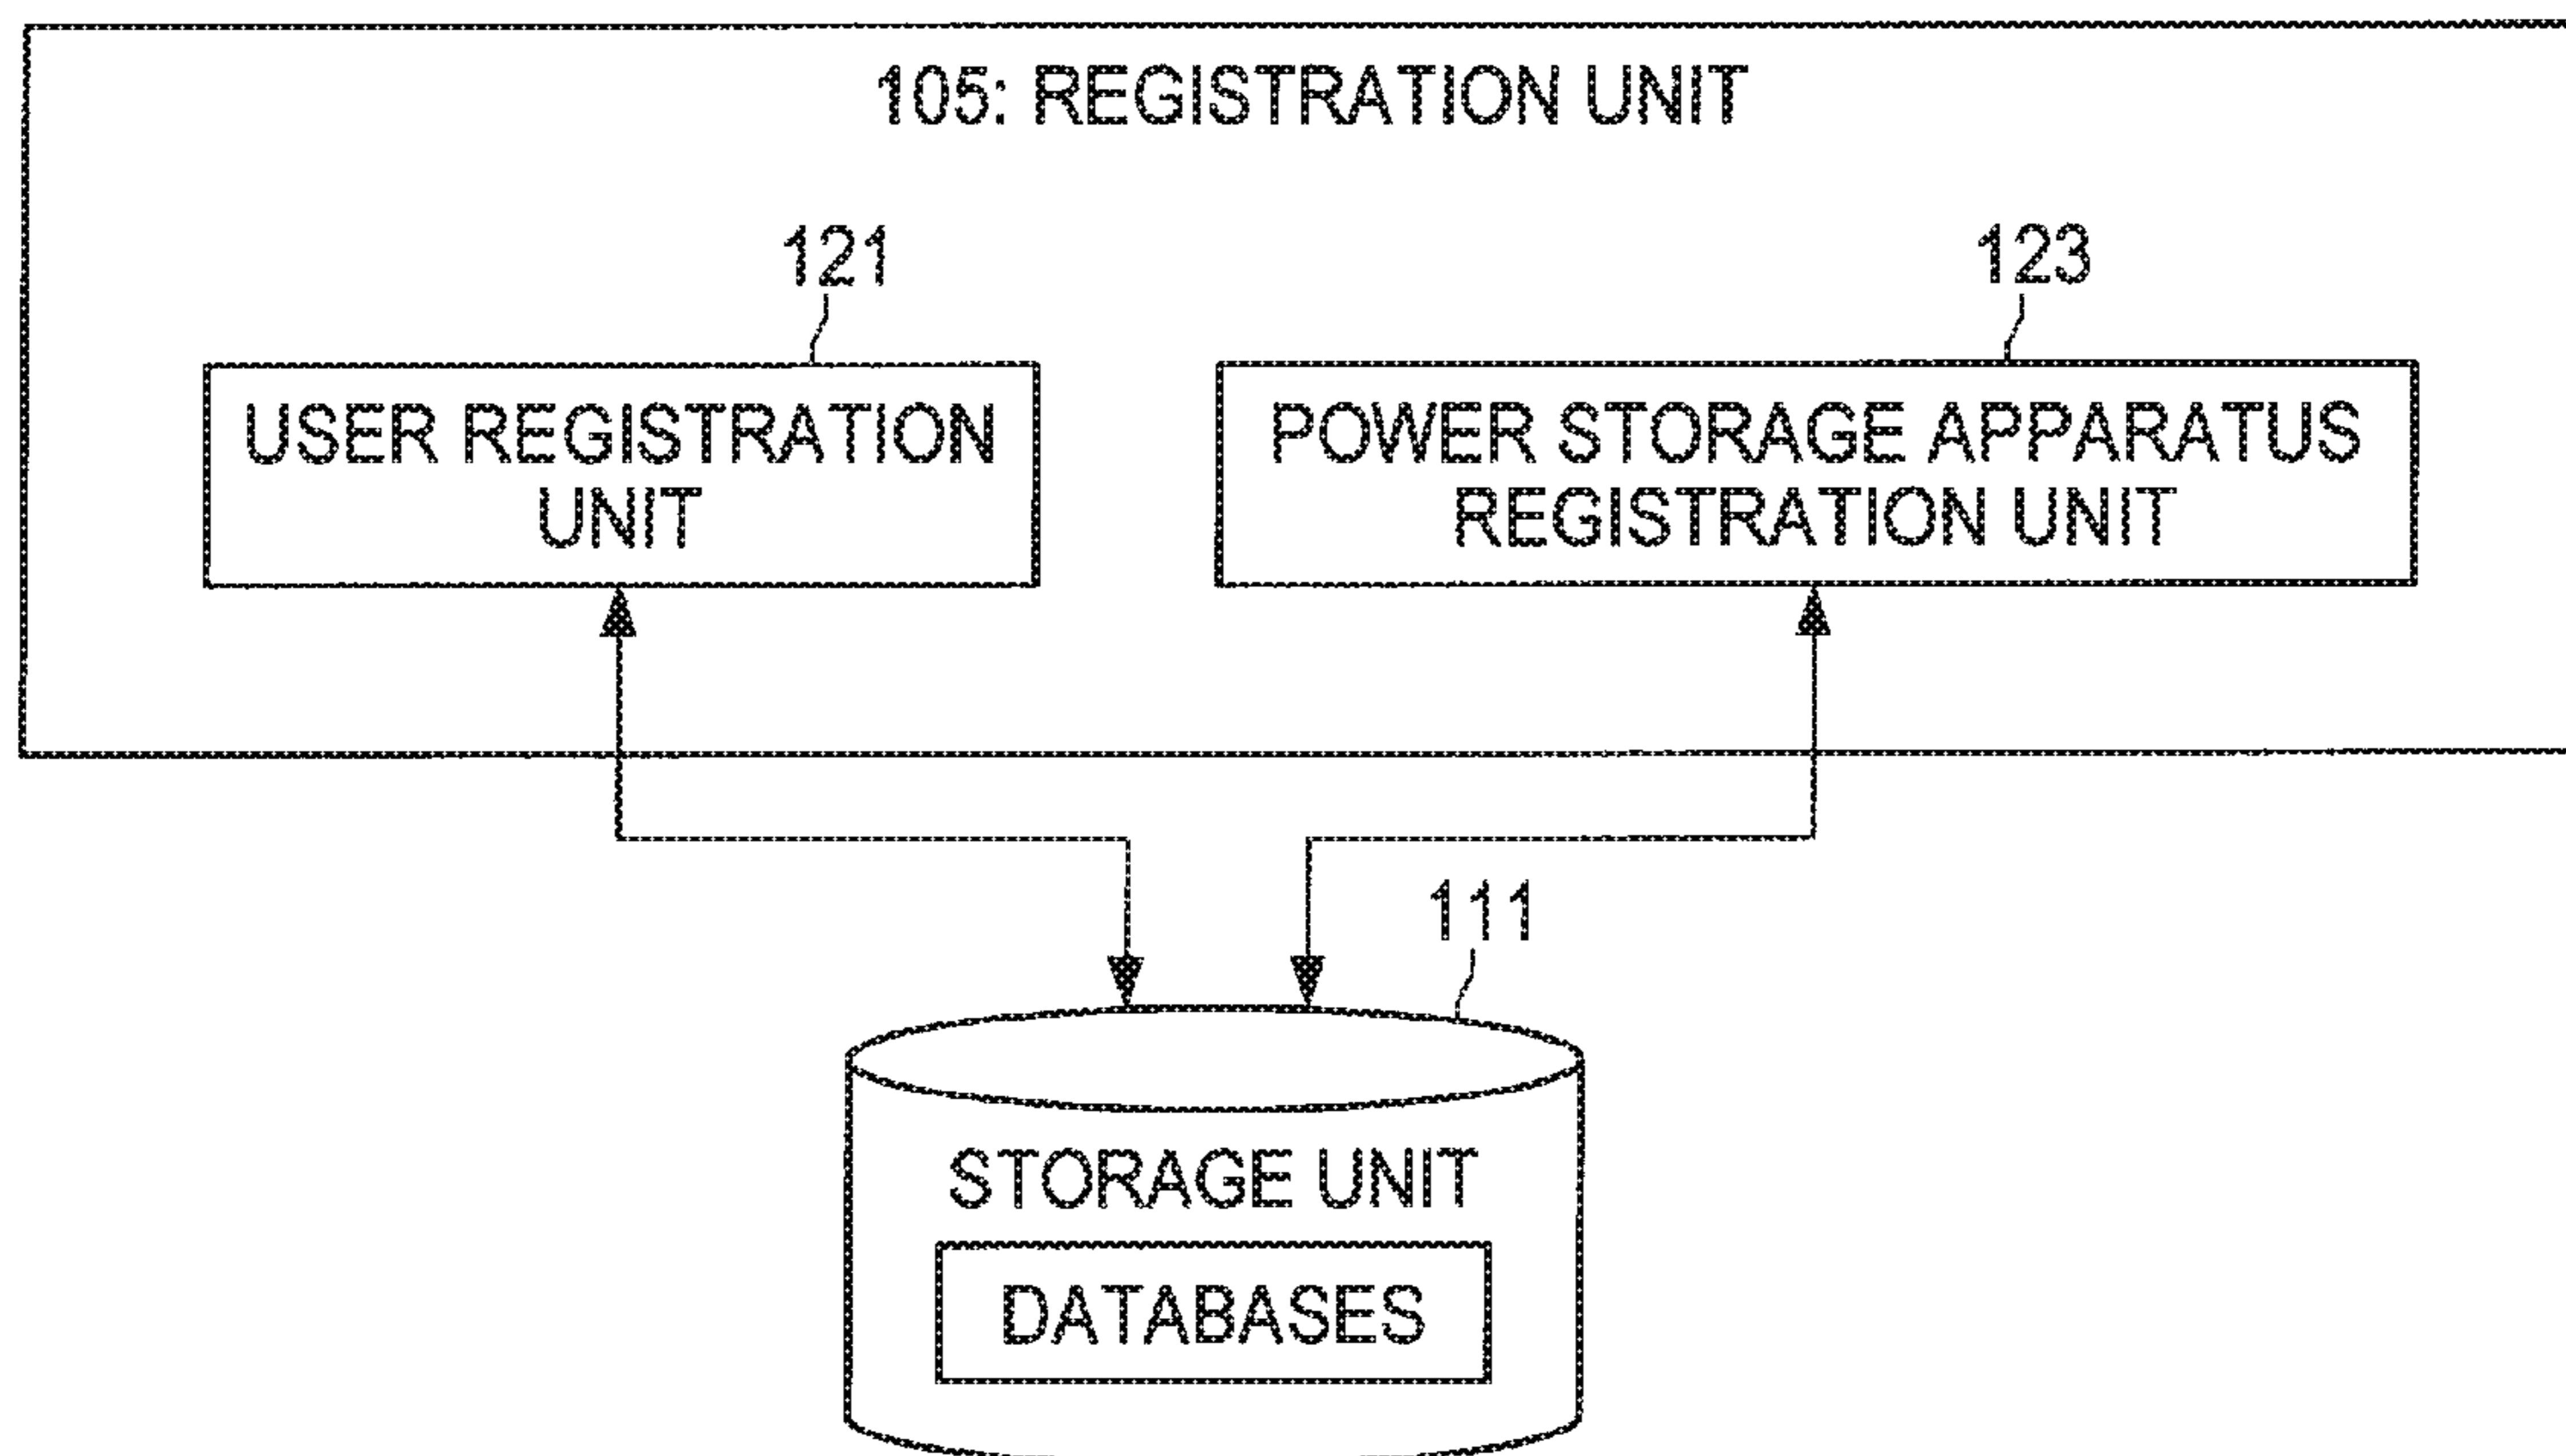 105: REGISTRATION UNIT
121
123
USER REGISTRATION
UNIT
POWER STORAGE APPARATUS
REGISTRATION UNIT
111
STORAGE UNIT
DATABASES